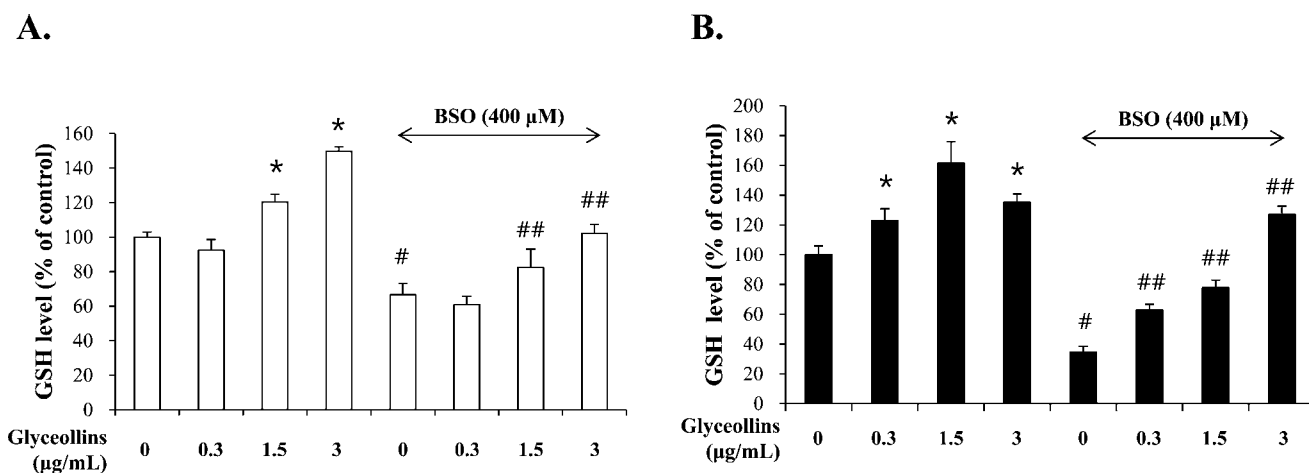 A.
BSO (400 µM)
GSH level (% of control)
160
140
120
100
80
60
40
20
0
*
*
#
##
##
Glyceollins
(µg/mL)
0 0.3 1.5 3 0 0.3 1.5 3
B.
BSO (400 µM)
GSH level (% of control)
200
180
160
140
120
100
80
60
40
20
0
*
*
*
#
##
##
##
Glyceollins
(µg/mL)
0 0.3 1.5 3 0 0.3 1.5 3